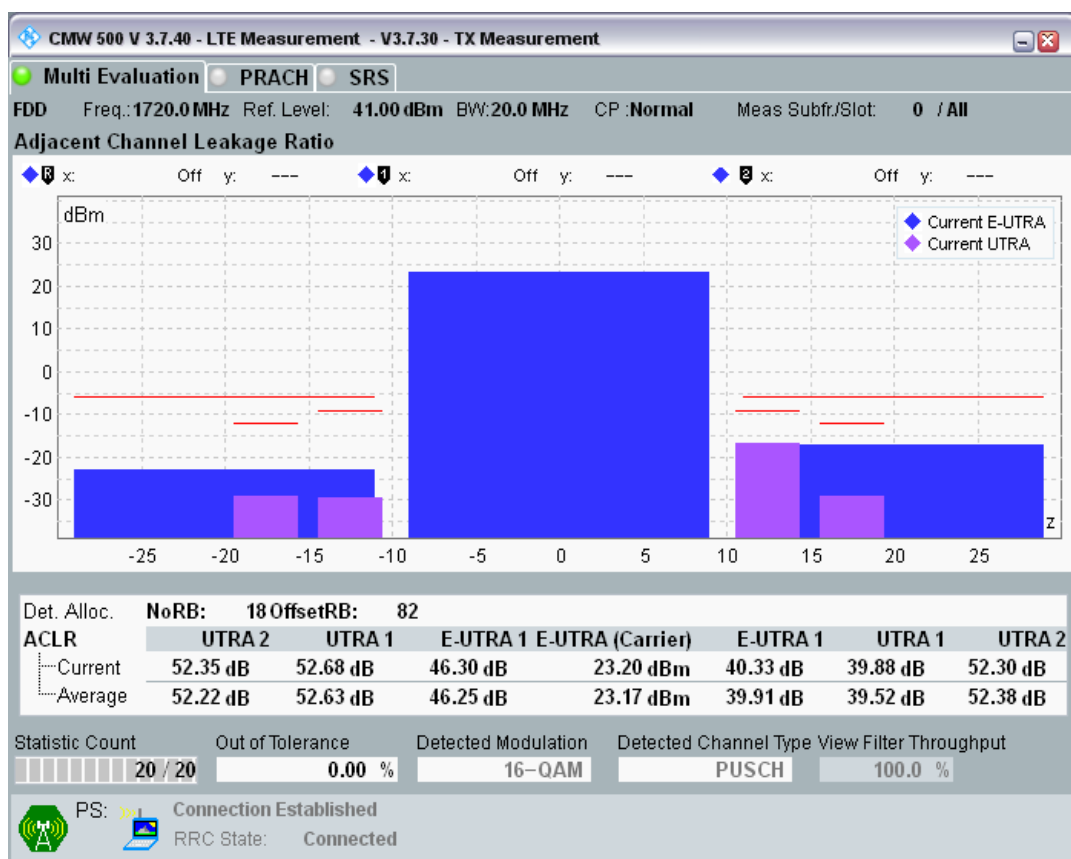 CMW 500 V 3.7.40 - LTE Measurement - V3.7.30 - TX Measurement
Multi Evaluation PRACH SRS
FDD Freq.: 1720.0 MHz Ref. Level: 41.00 dBm BW: 20.0 MHz CP : Normal Meas Subfr./Slot: 0 / All
Adjacent Channel Leakage Ratio
R x: Off y: --- 1 x: Off y: --- 2 x: Off y: ---
dBm
Current E-UTRA
Current UTRA
30
20
10
0
-10
-20
-30
z
-25 -20 -15 -10 -5 0 5 10 15 20 25
Det. Alloc. NoRB: 18 OffsetRB: 82
ACLR UTRA 2 UTRA 1 E-UTRA 1 E-UTRA (Carrier) E-UTRA 1 UTRA 1 UTRA 2
Current 52.35 dB 52.68 dB 46.30 dB 23.20 dBm 40.33 dB 39.88 dB 52.30 dB
Average 52.22 dB 52.63 dB 46.25 dB 23.17 dBm 39.91 dB 39.52 dB 52.38 dB
Statistic Count Out of Tolerance Detected Modulation Detected Channel Type View Filter Throughput
20 / 20 0.00 % 16-QAM PUSCH 100.0 %
PS: Connection Established
RRC State: Connected